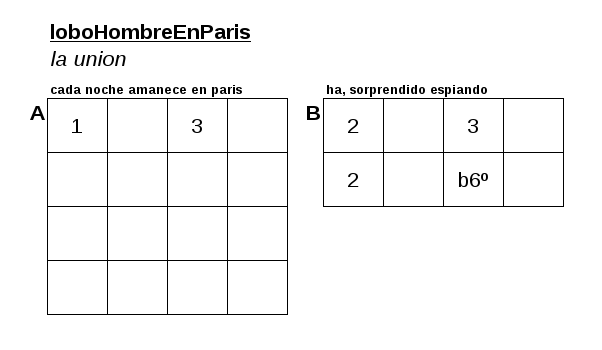 loboHombreEnParis
la union
cada noche amanece en paris
A
1 3
ha, sorprendido espiando
B
2 3
2 b6º